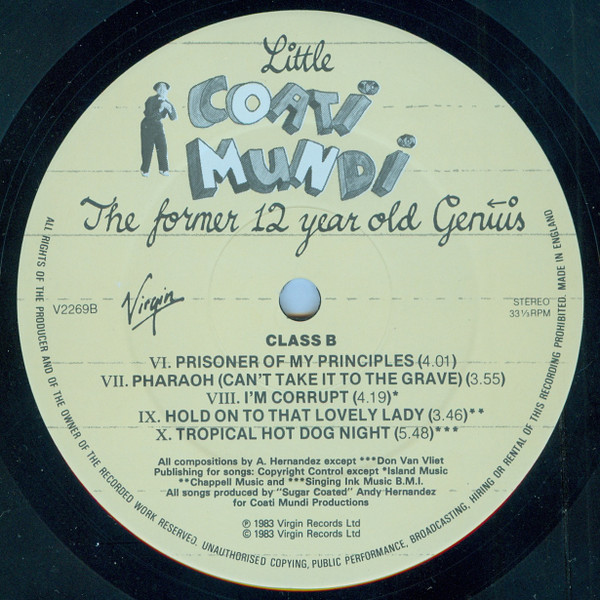 Little
COATi
MUNDi
The former 12 year old Genius
V2269B
Virgin
STEREO
33⅓ RPM
CLASS B
VI. PRISONER OF MY PRINCIPLES (4.01)
VII. PHARAOH (CAN'T TAKE IT TO THE GRAVE) (3.55)
VIII. I'M CORRUPT (4.19)*
IX. HOLD ON TO THAT LOVELY LADY (3.46)**
X. TROPICAL HOT DOG NIGHT (5.48)***
All compositions by A. Hernandez except ***Don Van Vliet
Publishing for songs: Copyright Control except *Island Music
**Chappell Music and ***Singing Ink Music B.M.I.
All songs produced by "Sugar Coated" Andy Hernandez
for Coati Mundi Productions
℗ 1983 Virgin Records Ltd
© 1983 Virgin Records Ltd
ALL RIGHTS OF THE PRODUCER AND OF THE OWNER OF THE RECORDED WORK RESERVED. UNAUTHORISED COPYING, PUBLIC PERFORMANCE, BROADCASTING, HIRING OR RENTAL OF THIS RECORDING PROHIBITED. MADE IN ENGLAND